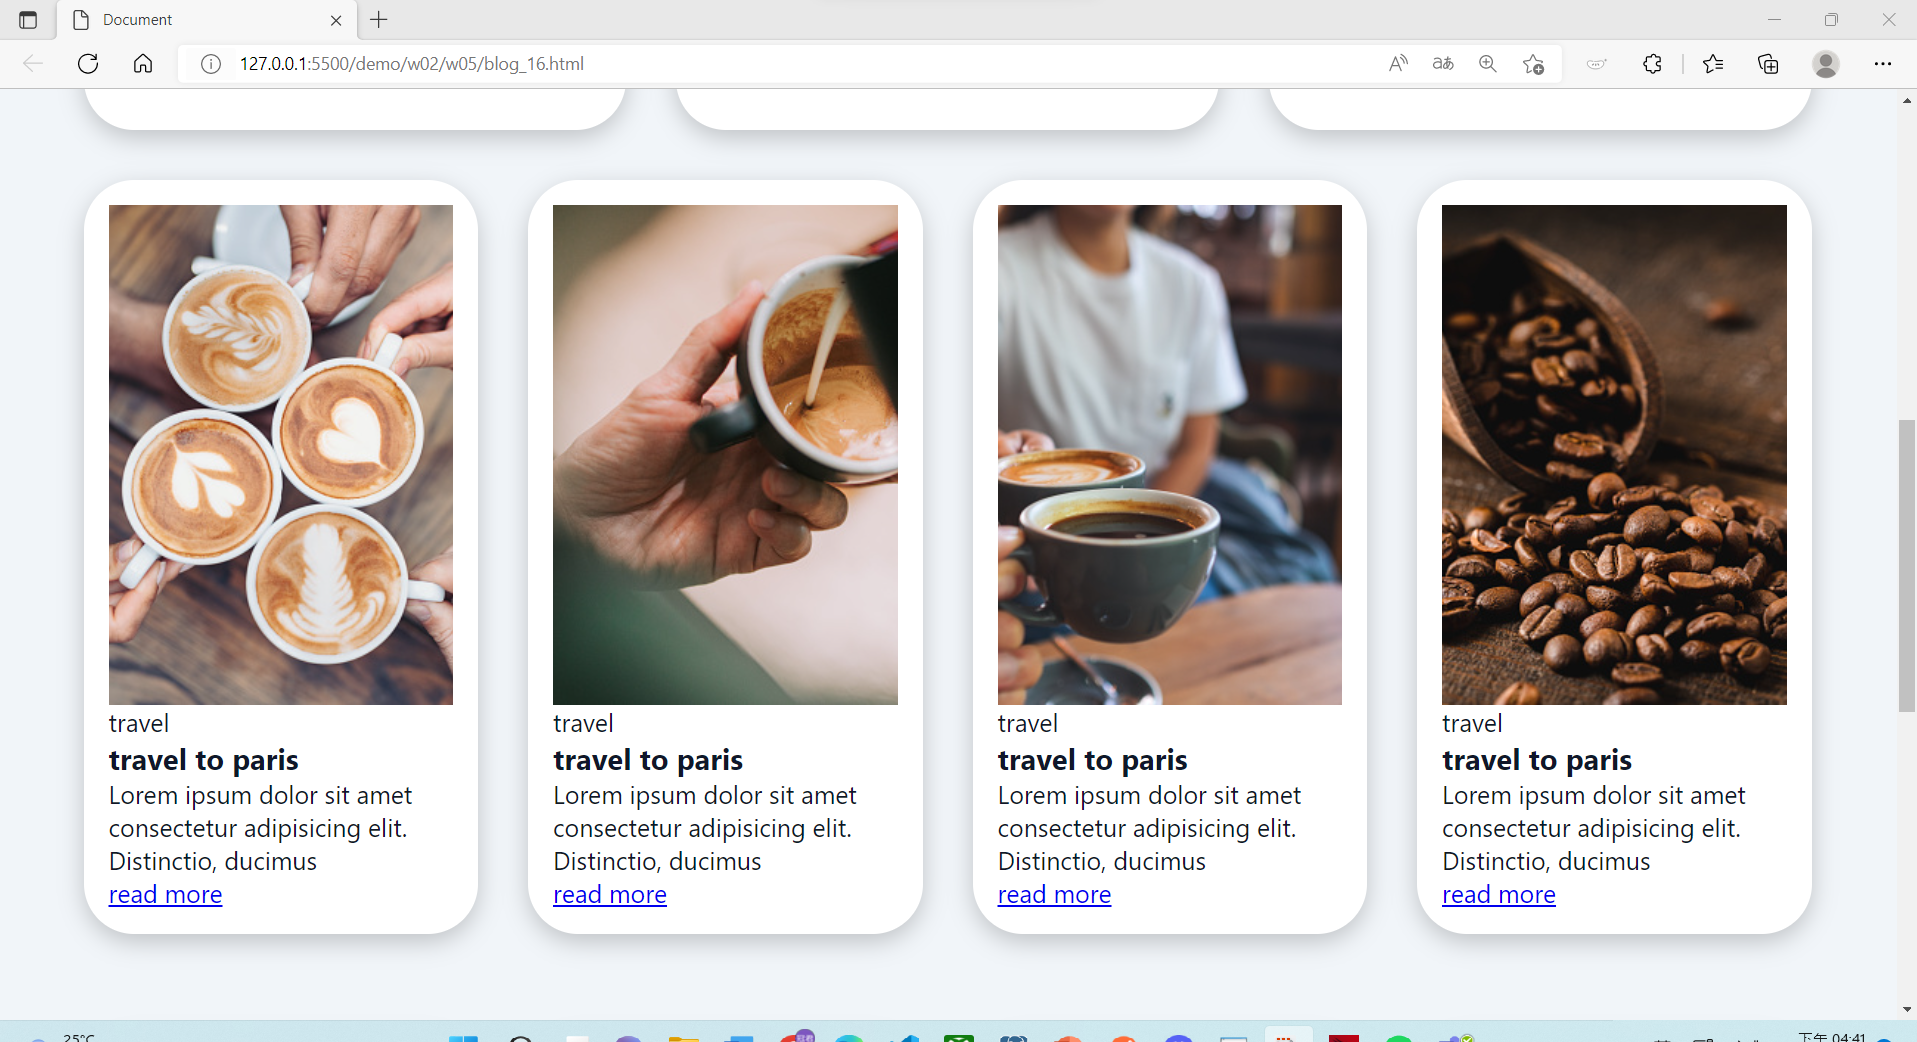 Document
127.0.0.1:5500/demo/w02/w05/blog_16.html
travel
travel to paris
Lorem ipsum dolor sit amet
consectetur adipisicing elit.
Distinctio, ducimus
read more
travel
travel to paris
Lorem ipsum dolor sit amet
consectetur adipisicing elit.
Distinctio, ducimus
read more
travel
travel to paris
Lorem ipsum dolor sit amet
consectetur adipisicing elit.
Distinctio, ducimus
read more
travel
travel to paris
Lorem ipsum dolor sit amet
consectetur adipisicing elit.
Distinctio, ducimus
read more
25°C
下午 04:41